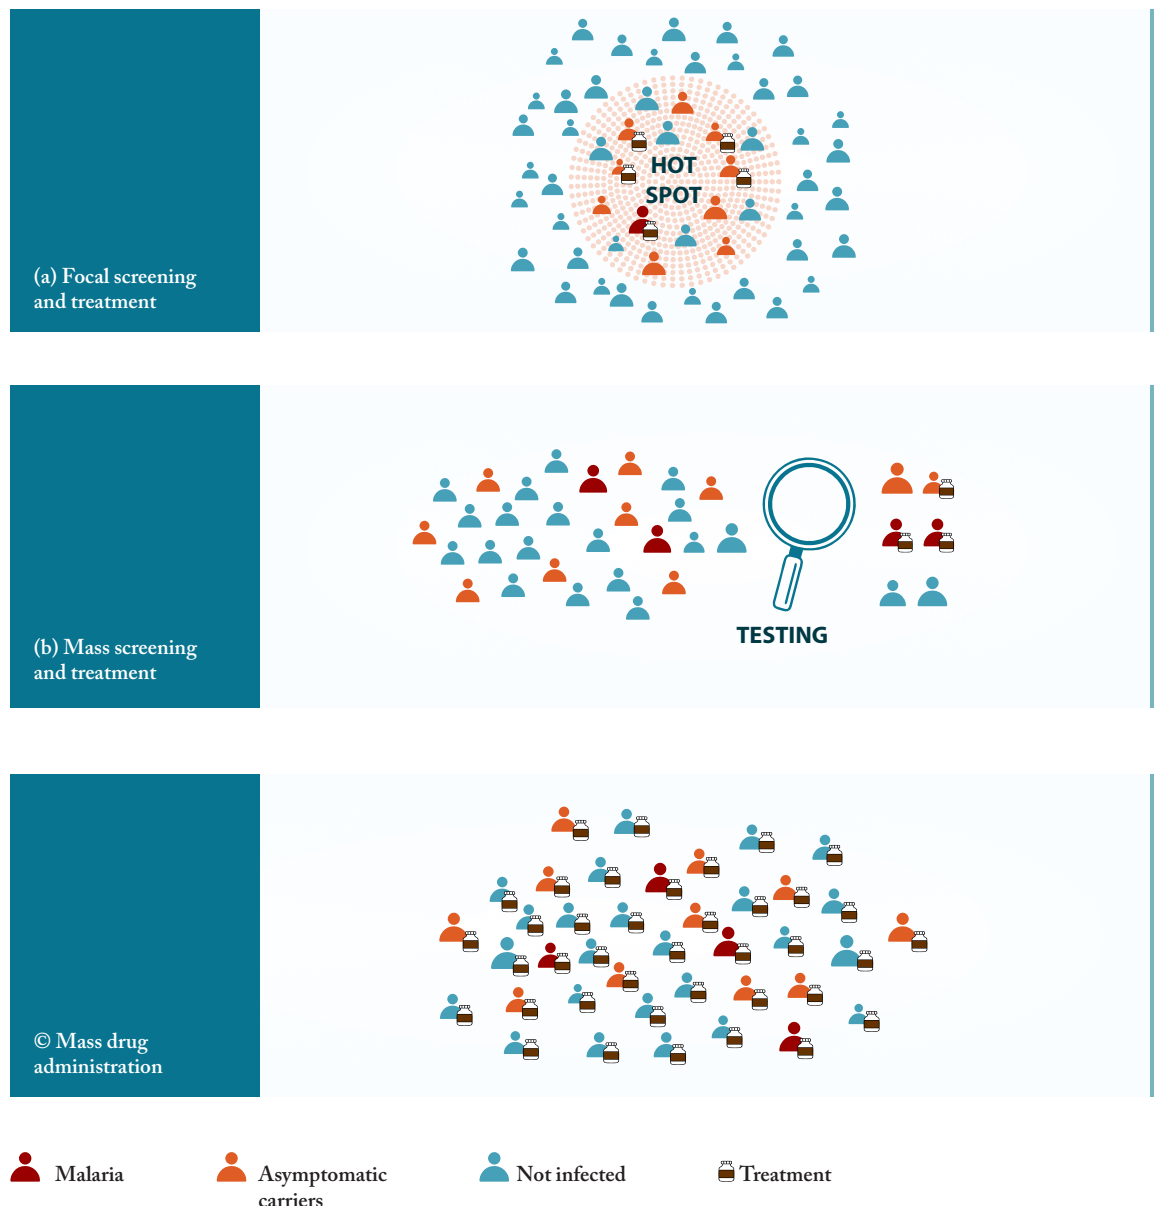 HOT
SPOT
(a) Focal screening
and treatment
TESTING
(b) Mass screening
and treatment
© Mass drug
administration
Malaria
Asymptomatic
carriers
Not infected
Treatment